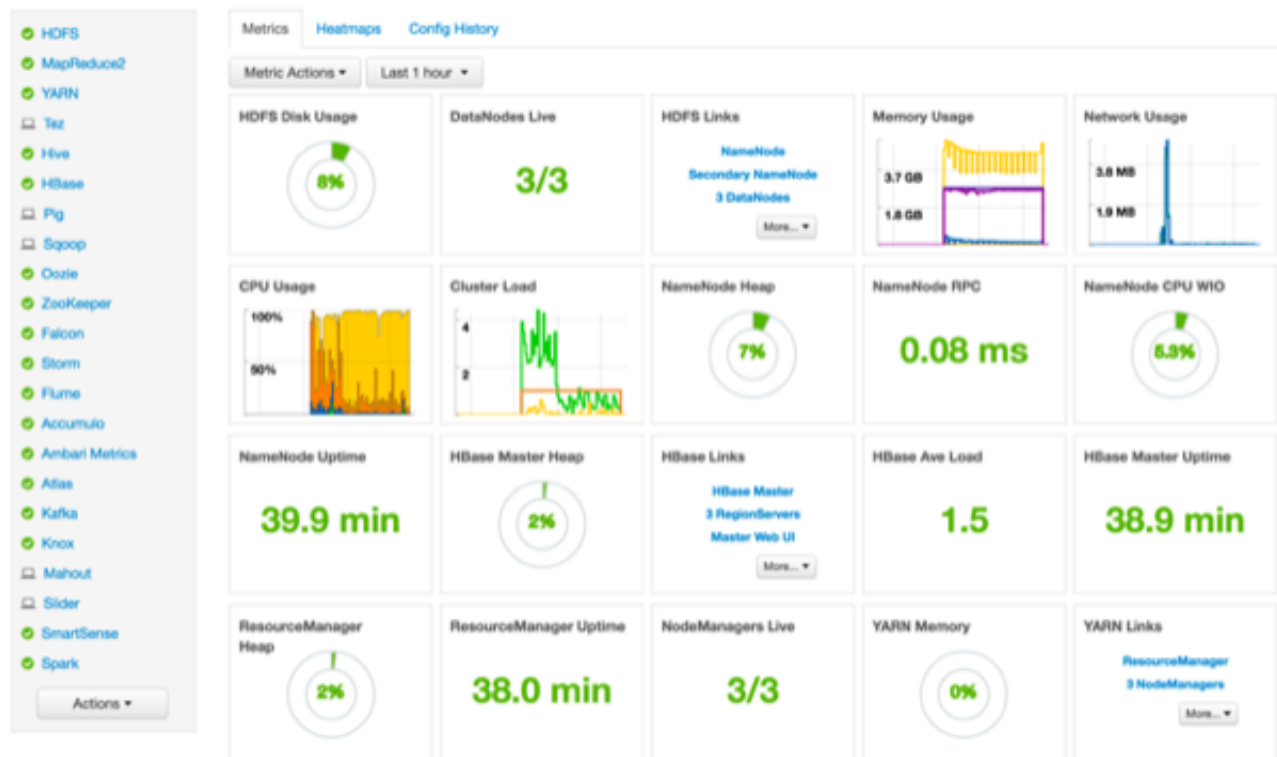 HDFS
MapReduce2
YARN
Tez
Hive
HBase
Pig
Sqoop
Oozie
ZooKeeper
Falcon
Storm
Flume
Accumulo
Ambari Metrics
Atlas
Kafka
Knox
Mahout
Slider
SmartSense
Spark
Actions
Metrics Heatmaps Config History
Metric Actions Last 1 hour
HDFS Disk Usage
8%
DataNodes Live
3/3
HDFS Links
NameNode
Secondary NameNode
3 DataNodes
More...
Memory Usage
3.7 GB
1.8 GB
Network Usage
3.8 MB
1.9 MB
CPU Usage
100%
50%
Cluster Load
4
2
NameNode Heap
7%
NameNode RPC
0.08 ms
NameNode CPU WIO
5.3%
NameNode Uptime
39.9 min
HBase Master Heap
2%
HBase Links
HBase Master
3 RegionServers
Master Web UI
More...
HBase Ave Load
1.5
HBase Master Uptime
38.9 min
ResourceManager
Heap
2%
ResourceManager Uptime
38.0 min
NodeManagers Live
3/3
YARN Memory
0%
YARN Links
ResourceManager
3 NodeManagers
More...